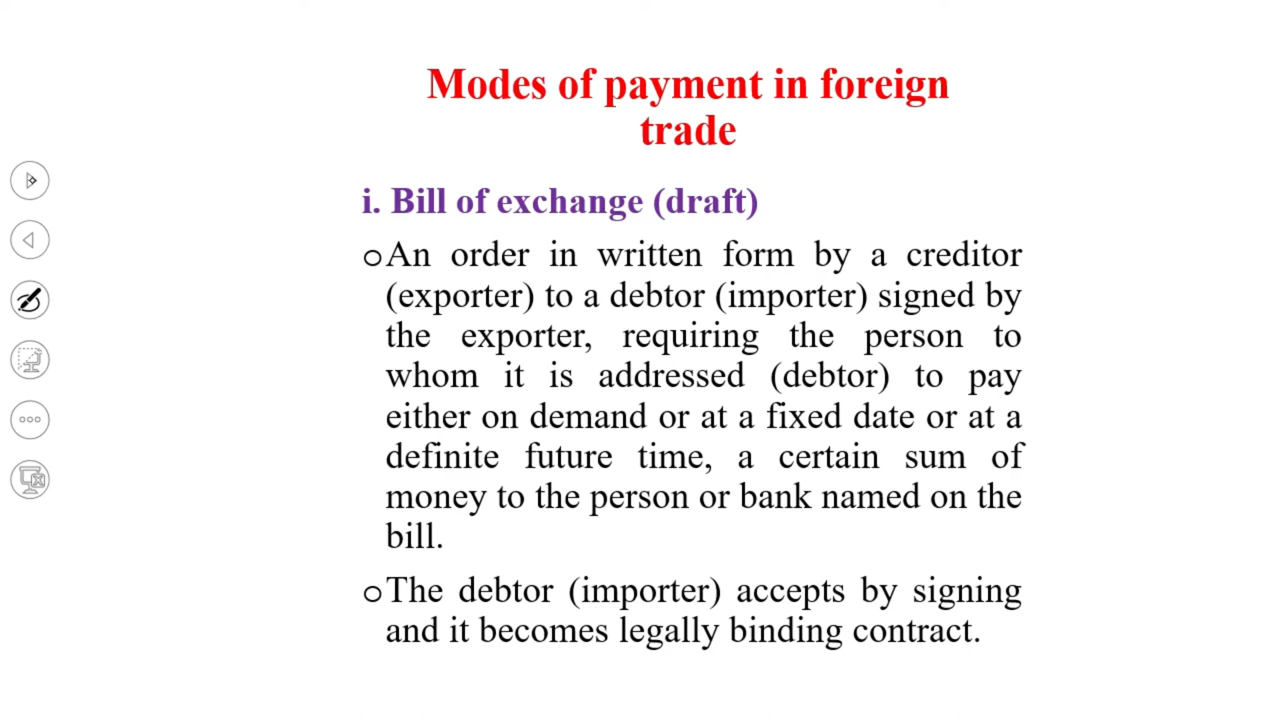 Modes of payment in foreign
trade
i. Bill of exchange (draft)
o An order in written form by a creditor
(exporter) to a debtor (importer) signed by
the exporter, requiring the person to
whom it is addressed (debtor) to pay
either on demand or at a fixed date or at a
definite future time, a certain sum of
money to the person or bank named on the
bill.
o The debtor (importer) accepts by signing
and it becomes legally binding contract.